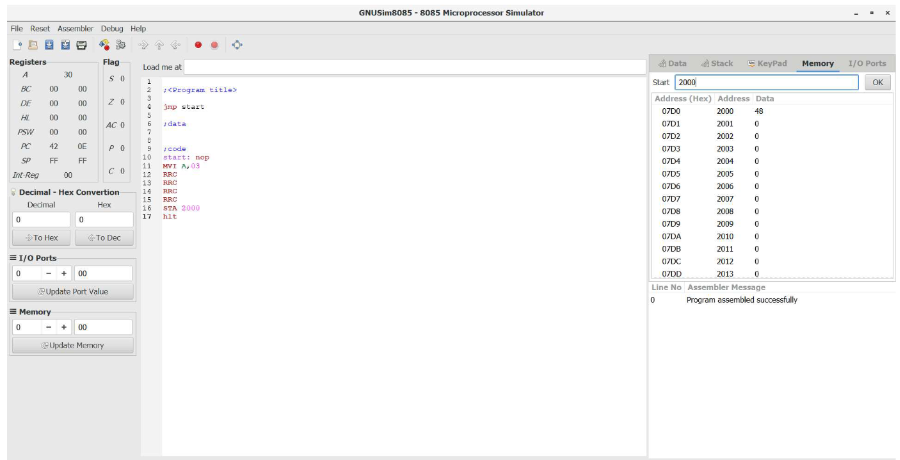 GNUSim8085 - 8085 Microprocessor Simulator
File Reset Assembler Debug Help
Registers
A 30
BC 00 00
DE 00 00
HL 00 00
PSW 00 00
PC 42 0E
SP FF FF
Int-Reg 00
Flag
S 0
Z 0
AC 0
P 0
C 0
Decimal - Hex Convertion
Decimal Hex
0 0
To Hex To Dec
I/O Ports
0 - + 00
Update Port Value
Memory
0 - + 00
Update Memory
Load me at
1
2 ;<Program title>
3
4 jmp start
5
6 ;data
7
8
9 ;code
10 start: nop
11 MVI A,03
12 RRC
13 RRC
14 RRC
15 RRC
16 STA 2000
17 hlt
Data Stack KeyPad Memory I/O Ports
Start 2000 OK
Address (Hex) Address Data
07D0 2000 48
07D1 2001 0
07D2 2002 0
07D3 2003 0
07D4 2004 0
07D5 2005 0
07D6 2006 0
07D7 2007 0
07D8 2008 0
07D9 2009 0
07DA 2010 0
07DB 2011 0
07DC 2012 0
07DD 2013 0
Line No Assembler Message
0 Program assembled successfully